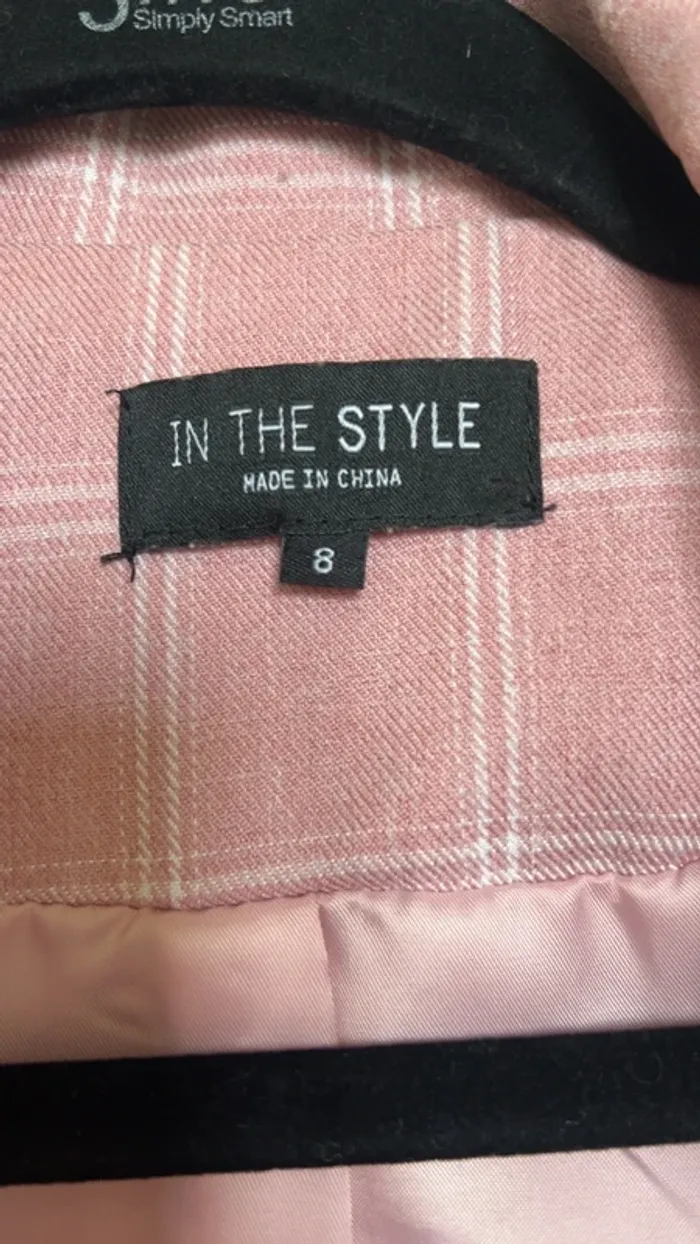 Simply Smart
IN THE STYLE
MADE IN CHINA
8